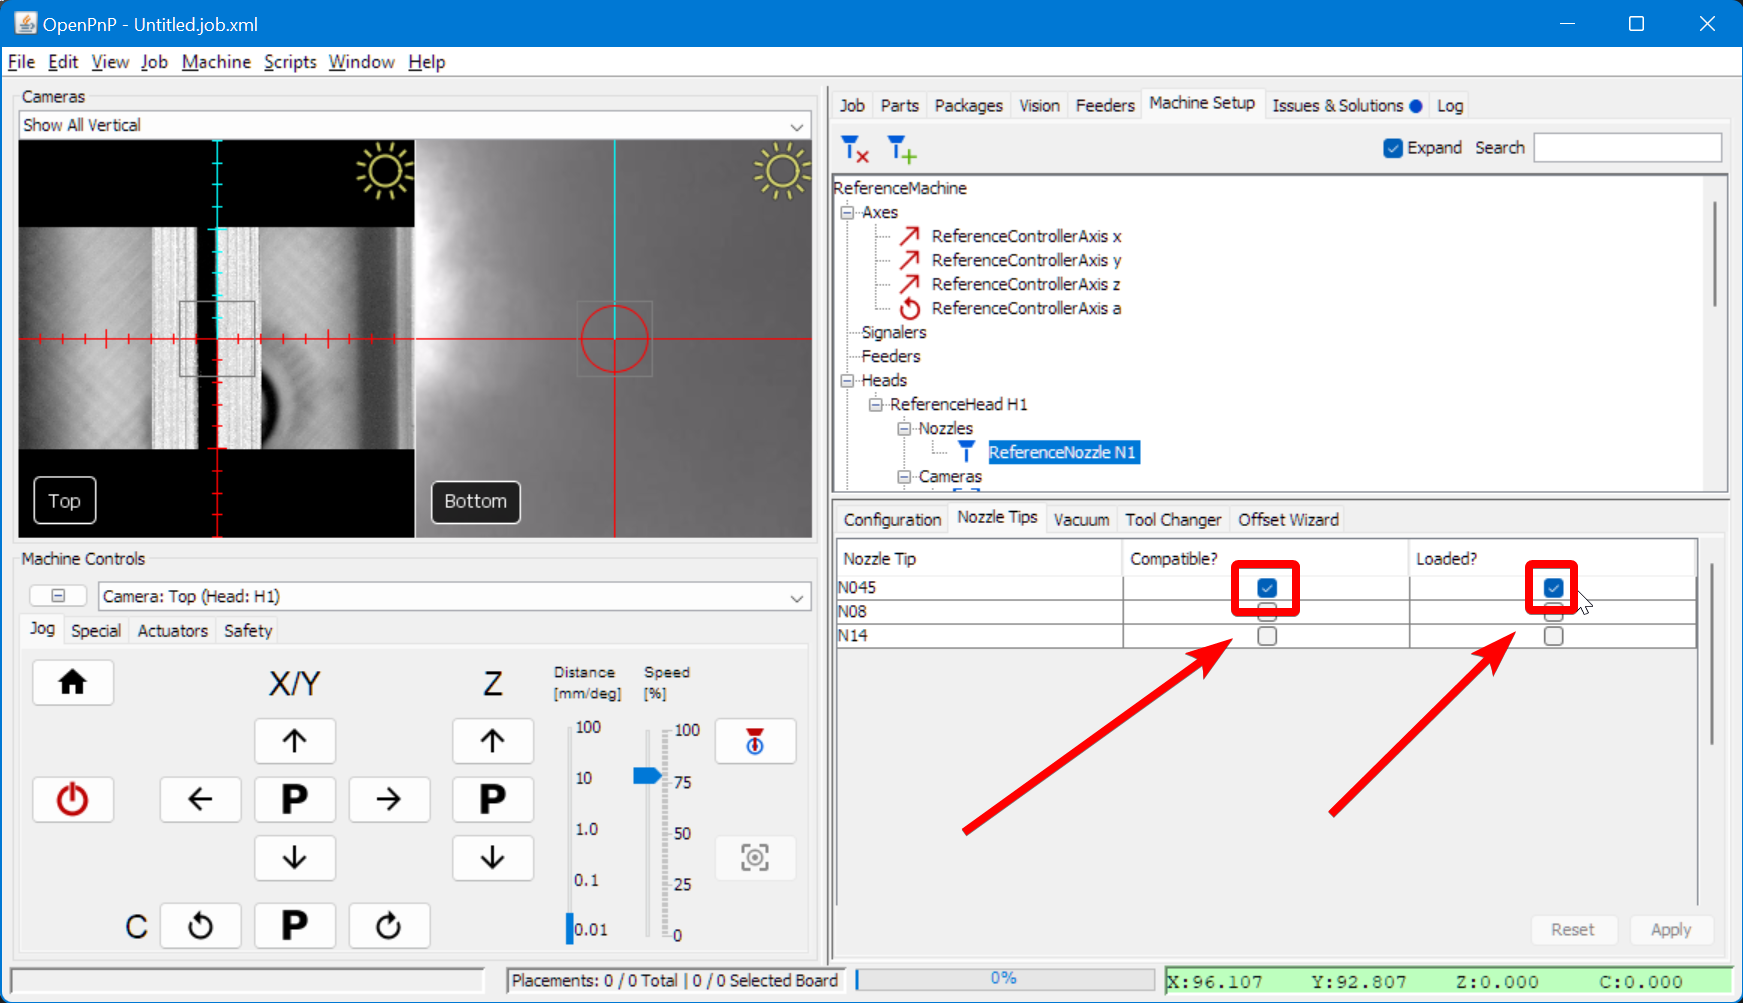 OpenPnP - Untitled.job.xml
File Edit View Job Machine Scripts Window Help
Cameras
Show All Vertical
Top
Bottom
Machine Controls
Camera: Top (Head: H1)
Jog Special Actuators Safety
X/Y
Z
Distance
[mm/deg]
Speed
[%]
100
10
1.0
0.1
0.01
100
75
50
25
0
P
P
C
P
Job Parts Packages Vision Feeders Machine Setup Issues & Solutions Log
Expand Search
ReferenceMachine
Axes
ReferenceControllerAxis x
ReferenceControllerAxis y
ReferenceControllerAxis z
ReferenceControllerAxis a
Signalers
Feeders
Heads
ReferenceHead H1
Nozzles
ReferenceNozzle N1
Cameras
Configuration Nozzle Tips Vacuum Tool Changer Offset Wizard
Nozzle Tip Compatible? Loaded?
N045
N08
N14
Reset Apply
Placements: 0 / 0 Total | 0 / 0 Selected Board
0%
X:96.107 Y:92.807 Z:0.000 C:0.000